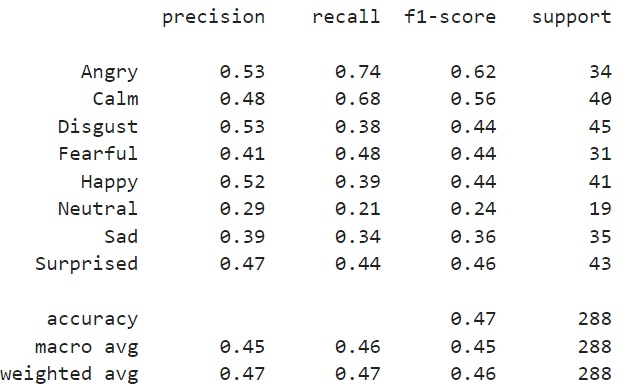 precision recall f1-score support
Angry 0.53 0.74 0.62 34
Calm 0.48 0.68 0.56 40
Disgust 0.53 0.38 0.44 45
Fearful 0.41 0.48 0.44 31
Happy 0.52 0.39 0.44 41
Neutral 0.29 0.21 0.24 19
Sad 0.39 0.34 0.36 35
Surprised 0.47 0.44 0.46 43
accuracy 0.47 288
macro avg 0.45 0.46 0.45 288
weighted avg 0.47 0.47 0.46 288